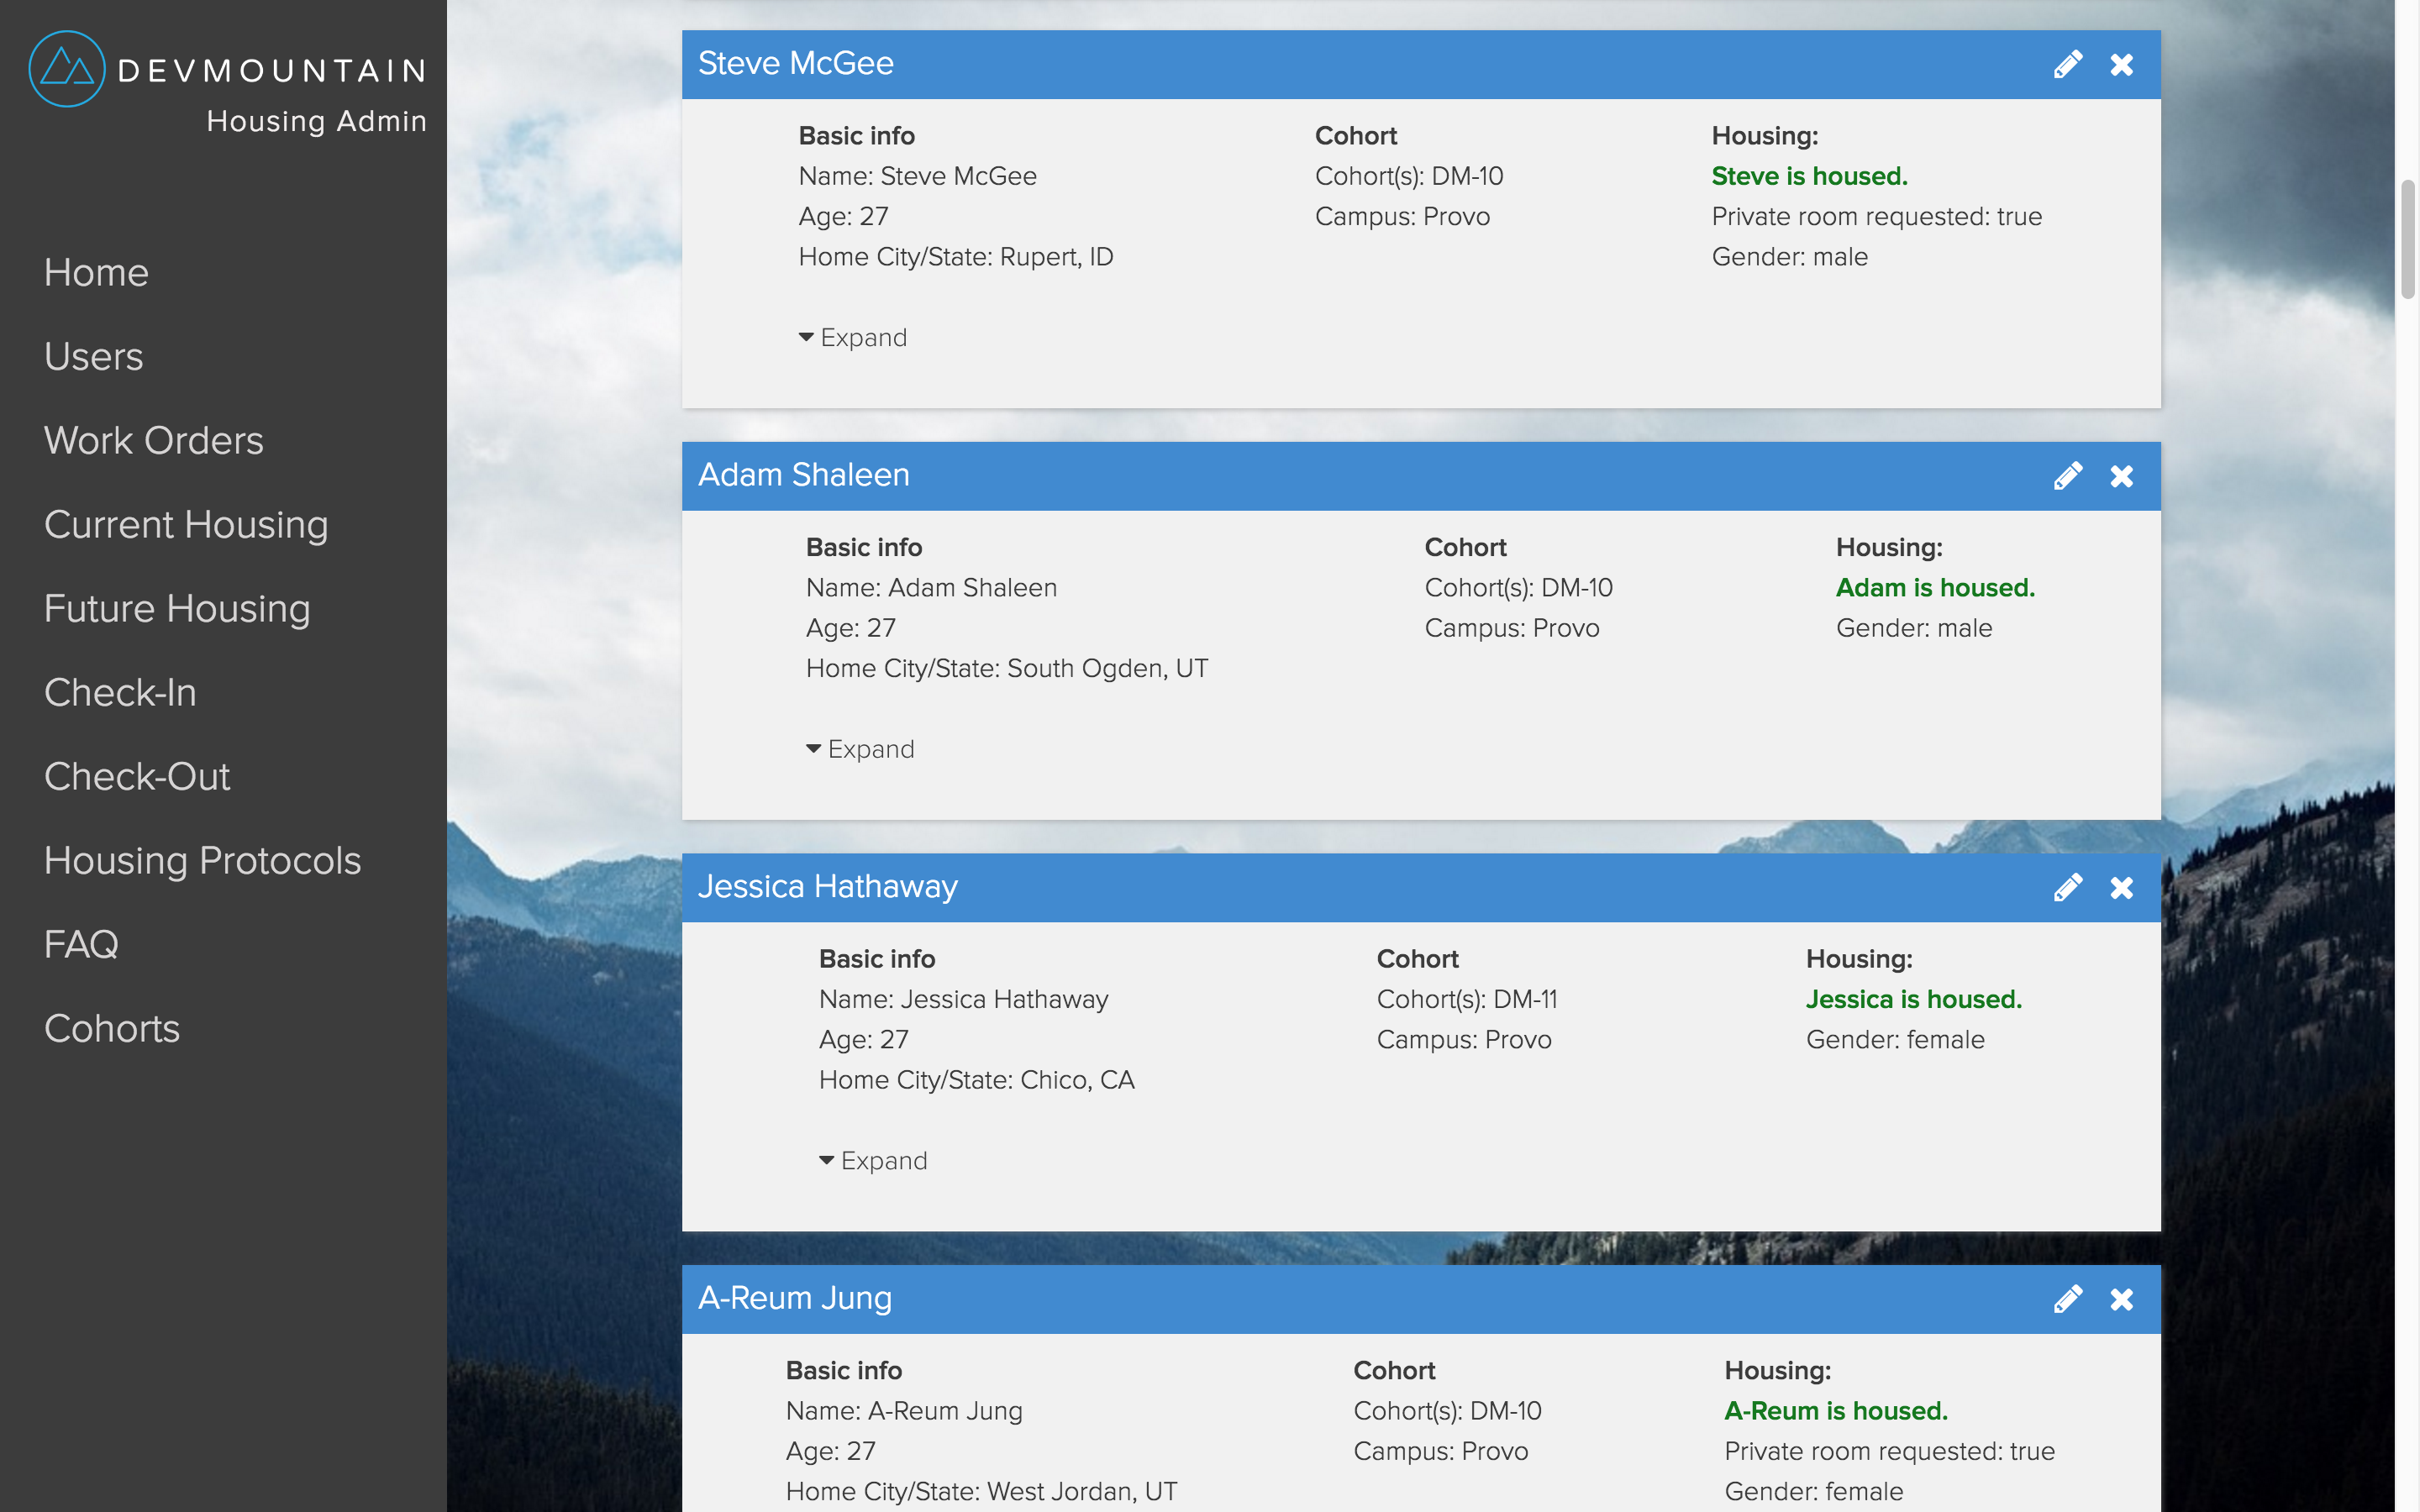 DEVMOUNTAIN
Housing Admin
Home
Users
Work Orders
Current Housing
Future Housing
Check-In
Check-Out
Housing Protocols
FAQ
Cohorts
Steve McGee
Basic info
Name: Steve McGee
Age: 27
Home City/State: Rupert, ID
Cohort
Cohort(s): DM-10
Campus: Provo
Housing:
Steve is housed.
Private room requested: true
Gender: male
Expand
Adam Shaleen
Basic info
Name: Adam Shaleen
Age: 27
Home City/State: South Ogden, UT
Cohort
Cohort(s): DM-10
Campus: Provo
Housing:
Adam is housed.
Gender: male
Expand
Jessica Hathaway
Basic info
Name: Jessica Hathaway
Age: 27
Home City/State: Chico, CA
Cohort
Cohort(s): DM-11
Campus: Provo
Housing:
Jessica is housed.
Gender: female
Expand
A-Reum Jung
Basic info
Name: A-Reum Jung
Age: 27
Home City/State: West Jordan, UT
Cohort
Cohort(s): DM-10
Campus: Provo
Housing:
A-Reum is housed.
Private room requested: true
Gender: female